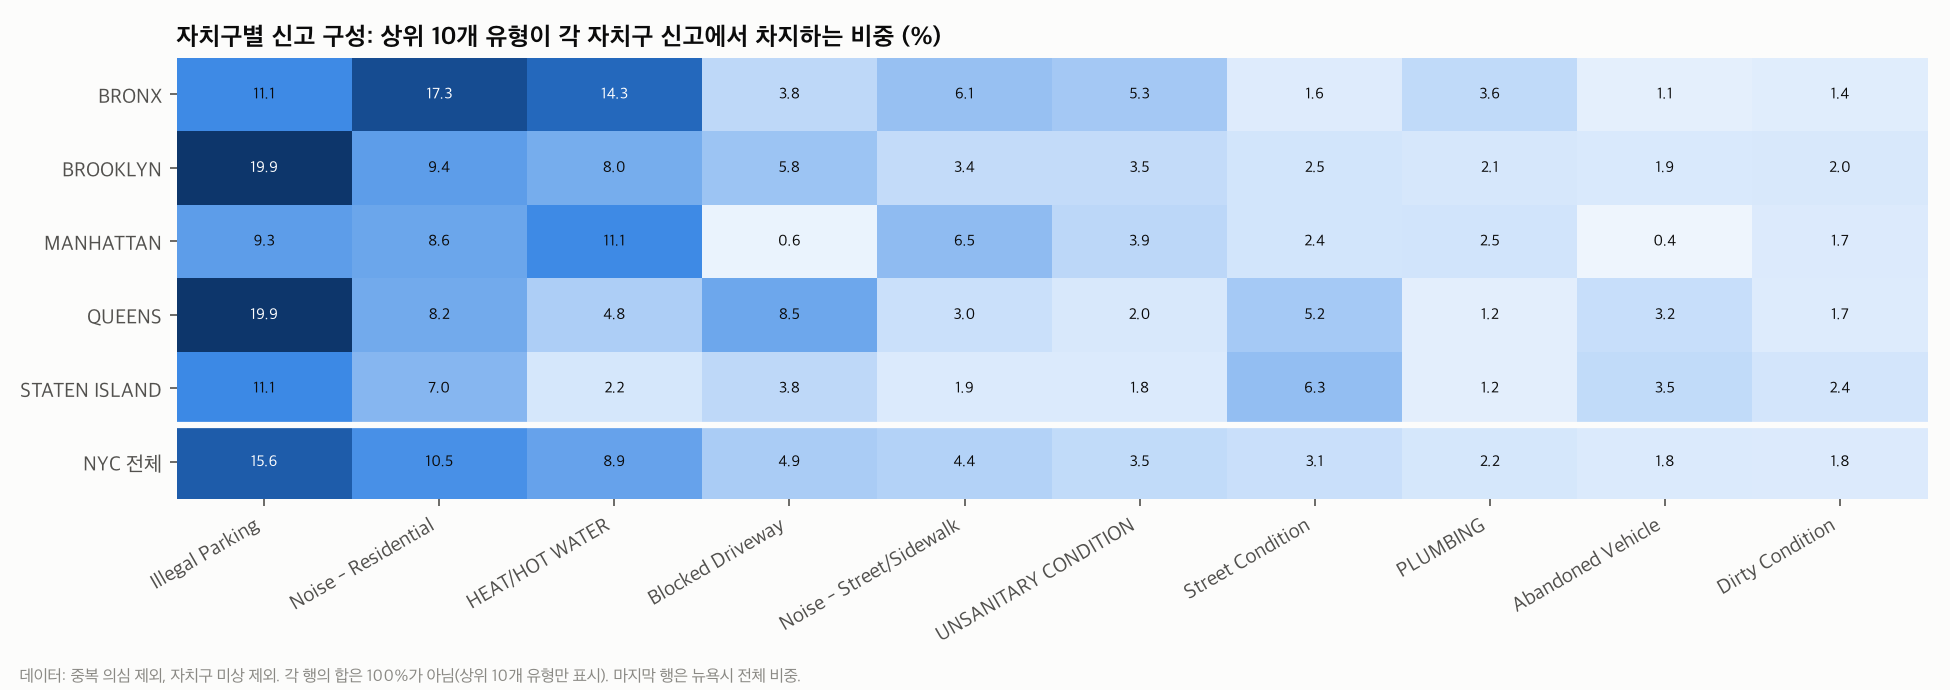 자치구별 신고 구성: 상위 10개 유형이 각 자치구 신고에서 차지하는 비중 (%)
BRONX 11.1 17.3 14.3 3.8 6.1 5.3 1.6 3.6 1.1 1.4
BROOKLYN 19.9 9.4 8.0 5.8 3.4 3.5 2.5 2.1 1.9 2.0
MANHATTAN 9.3 8.6 11.1 0.6 6.5 3.9 2.4 2.5 0.4 1.7
QUEENS 19.9 8.2 4.8 8.5 3.0 2.0 5.2 1.2 3.2 1.7
STATEN ISLAND 11.1 7.0 2.2 3.8 1.9 1.8 6.3 1.2 3.5 2.4
NYC 전체 15.6 10.5 8.9 4.9 4.4 3.5 3.1 2.2 1.8 1.8
Illegal Parking
Noise - Residential
HEAT/HOT WATER
Blocked Driveway
Noise - Street/Sidewalk
UNSANITARY CONDITION
Street Condition
PLUMBING
Abandoned Vehicle
Dirty Condition
데이터: 중복 의심 제외, 자치구 미상 제외. 각 행의 합은 100%가 아님(상위 10개 유형만 표시). 마지막 행은 뉴욕시 전체 비중.